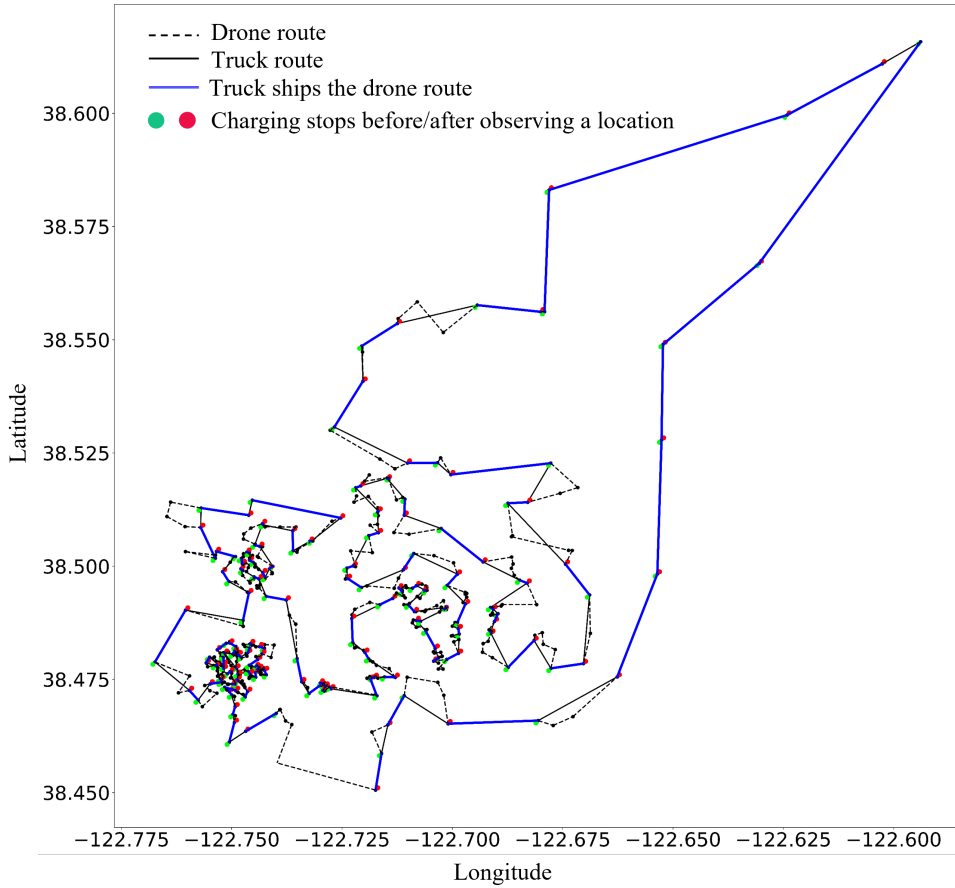 Drone route
Truck route
Truck ships the drone route
Charging stops before/after observing a location
38.600
38.575
38.550
38.525
38.500
38.475
38.450
Latitude
−122.775 −122.750 −122.725 −122.700 −122.675 −122.650 −122.625 −122.600
Longitude